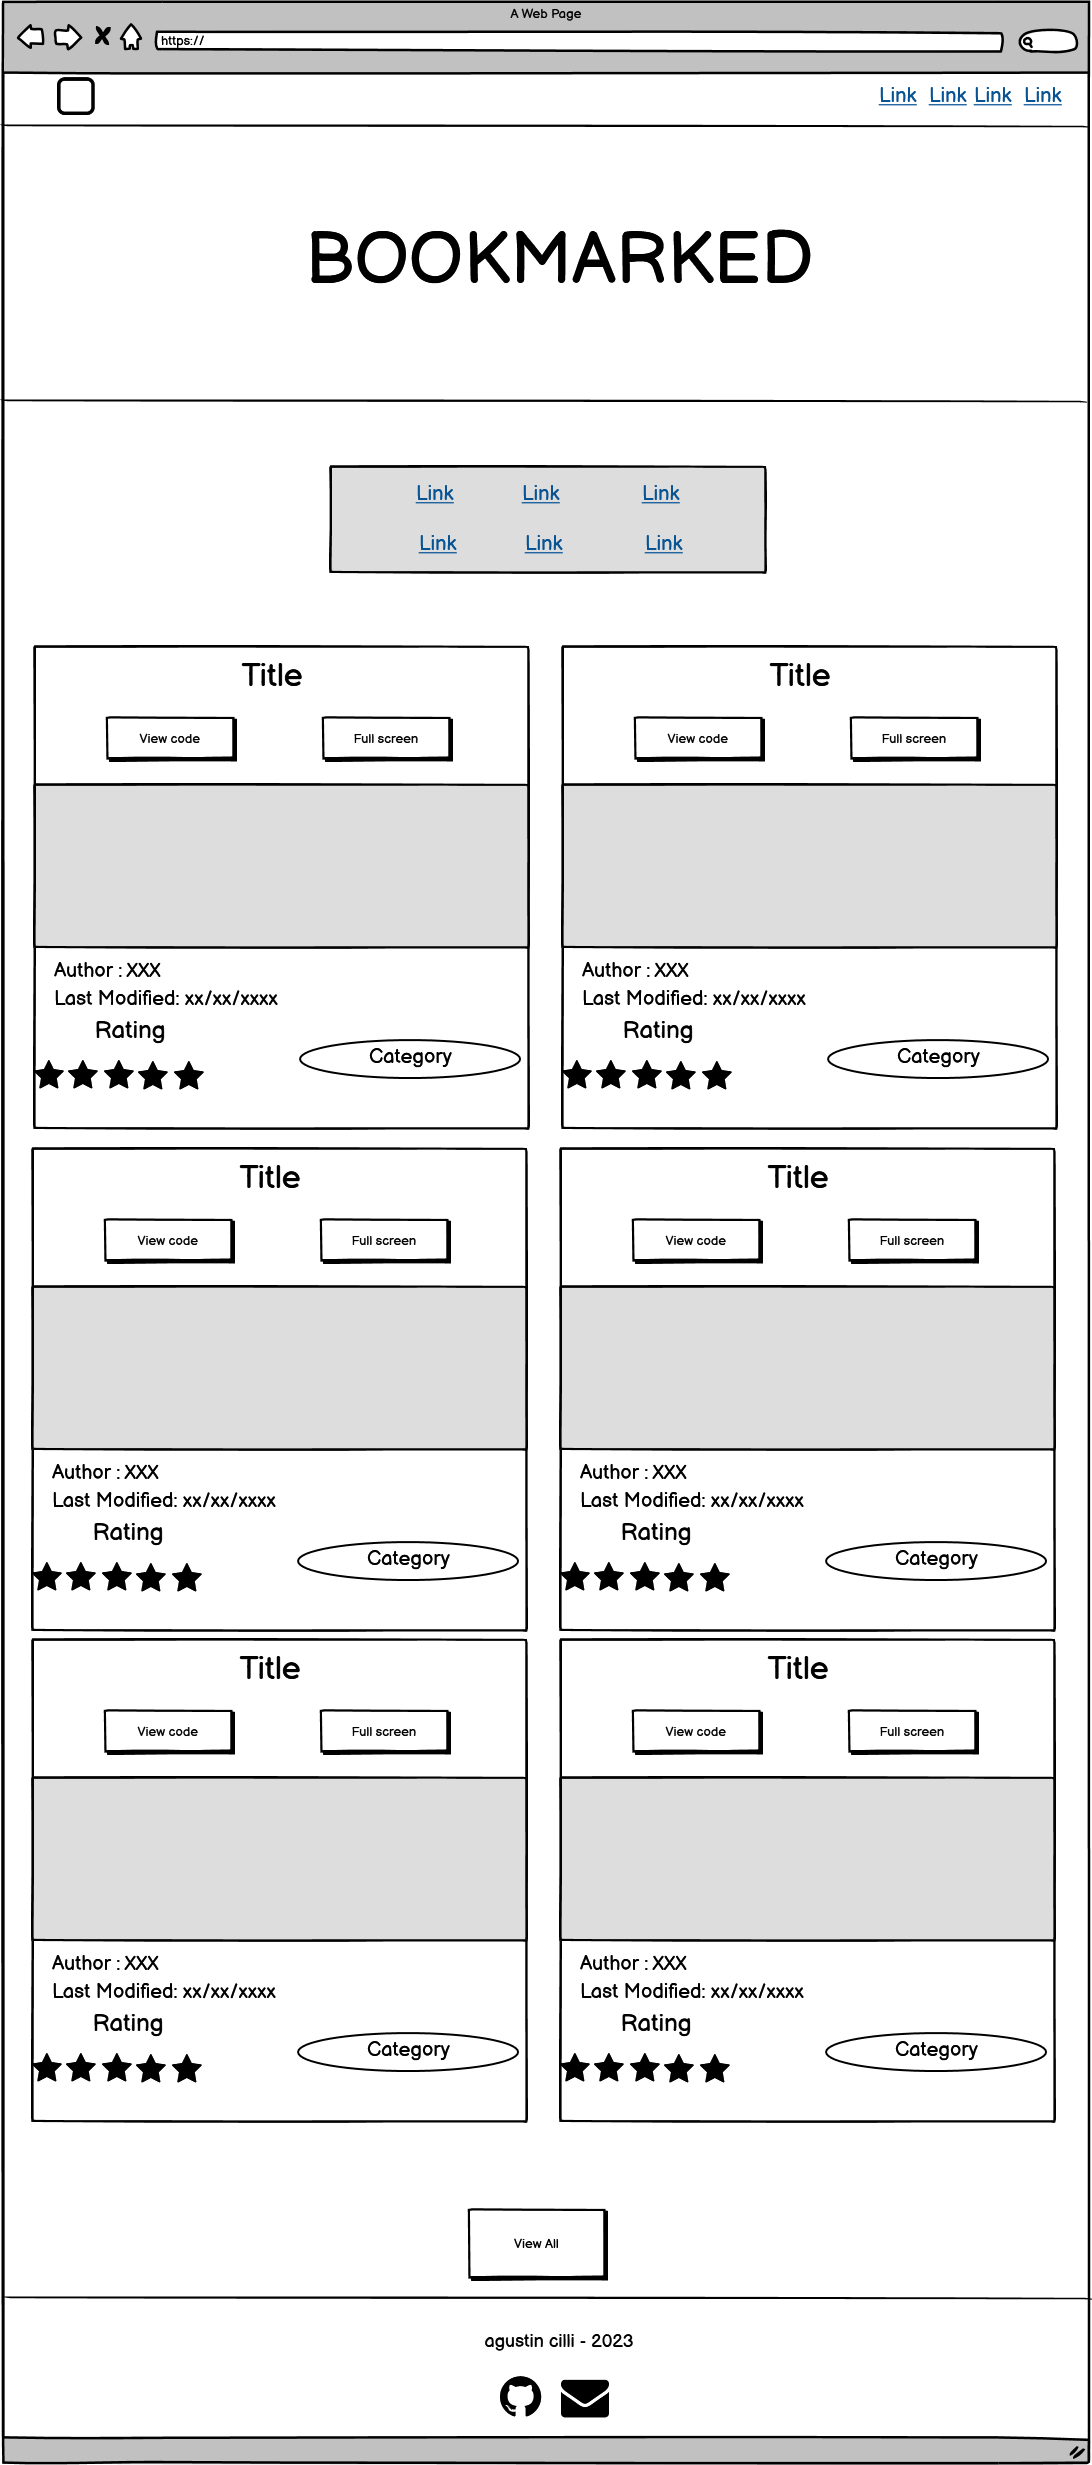 A Web Page
https://
Link Link Link Link
BOOKMARKED
Link Link Link
Link Link Link
Title Title
View code Full screen View code Full screen
Author : XXX Author : XXX
Last Modified: xx/xx/xxxx Last Modified: xx/xx/xxxx
Rating Rating
Category Category
Title Title
View code Full screen View code Full screen
Author : XXX Author : XXX
Last Modified: xx/xx/xxxx Last Modified: xx/xx/xxxx
Rating Rating
Category Category
Title Title
View code Full screen View code Full screen
Author : XXX Author : XXX
Last Modified: xx/xx/xxxx Last Modified: xx/xx/xxxx
Rating Rating
Category Category
View All
agustin cilli - 2023